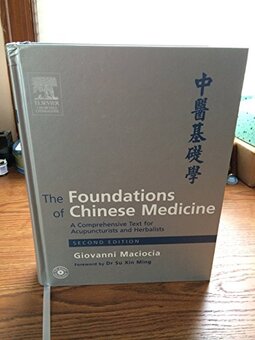 ELSEVIER
中醫基礎學
The Foundations
of Chinese Medicine
A Comprehensive Text for
Acupuncturists and Herbalists
SECOND EDITION
Giovanni Maciocia
Foreword by Dr Su Xin Ming